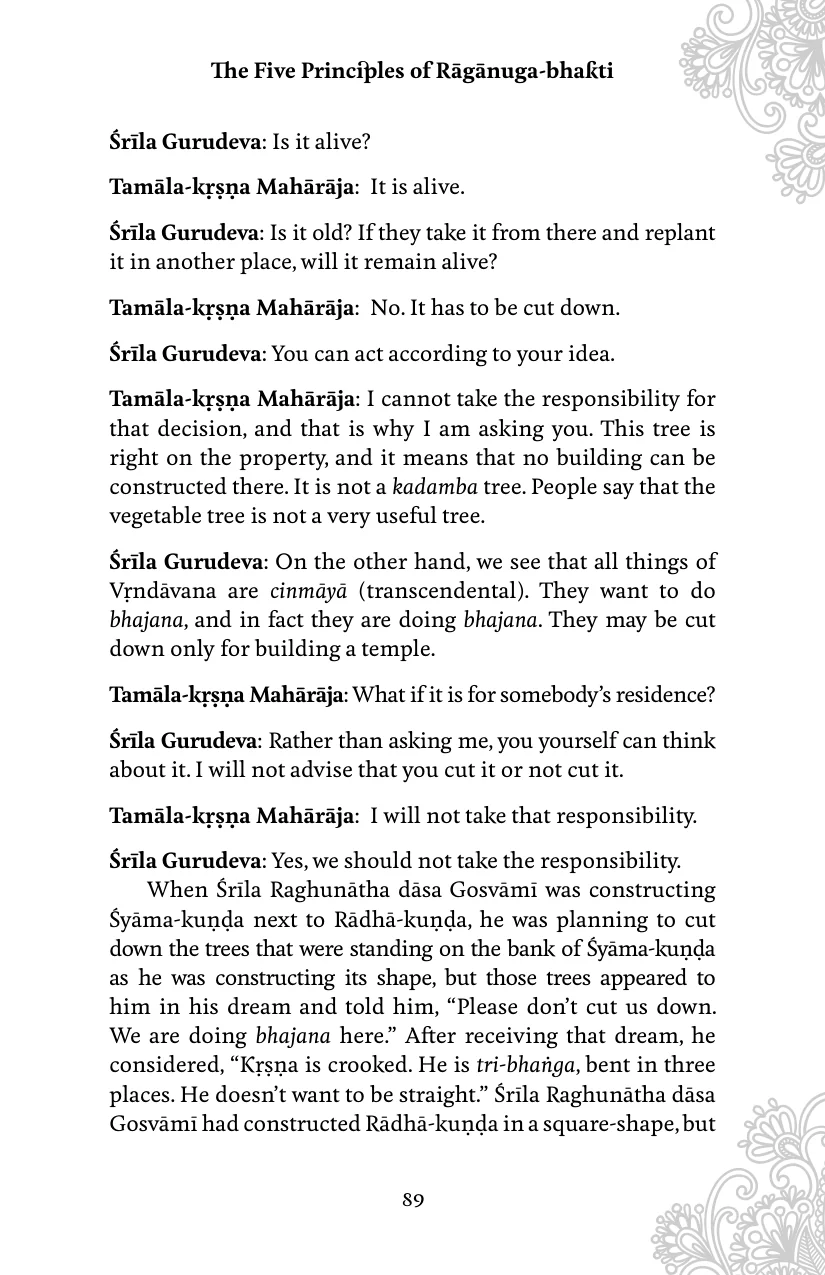 The Five Principles of Rāgānuga-bhakti
Śrīla Gurudeva: Is it alive?
Tamāla-kṛṣṇa Mahārāja:  It is alive.
Śrīla Gurudeva: Is it old? If they take it from there and replant
it in another place, will it remain alive?
Tamāla-kṛṣṇa Mahārāja:  No. It has to be cut down.
Śrīla Gurudeva: You can act according to your idea.
Tamāla-kṛṣṇa Mahārāja: I cannot take the responsibility for
that decision, and that is why I am asking you. This tree is
right on the property, and it means that no building can be
constructed there. It is not a kadamba tree. People say that the
vegetable tree is not a very useful tree.
Śrīla Gurudeva: On the other hand, we see that all things of
Vṛndāvana are cinmāyā (transcendental). They want to do
bhajana, and in fact they are doing bhajana. They may be cut
down only for building a temple.
Tamāla-kṛṣṇa Mahārāja: What if it is for somebody’s residence?
Śrīla Gurudeva: Rather than asking me, you yourself can think
about it. I will not advise that you cut it or not cut it.
Tamāla-kṛṣṇa Mahārāja:  I will not take that responsibility.
Śrīla Gurudeva: Yes, we should not take the responsibility.
When Śrīla Raghunātha dāsa Gosvāmī was constructing
Śyāma-kuṇḍa next to Rādhā-kuṇḍa, he was planning to cut
down the trees that were standing on the bank of Śyāma-kuṇḍa
as he was constructing its shape, but those trees appeared to
him in his dream and told him, “Please don’t cut us down.
We are doing bhajana here.” After receiving that dream, he
considered, “Kṛṣṇa is crooked. He is tri-bhaṅga, bent in three
places. He doesn’t want to be straight.” Śrīla Raghunātha dāsa
Gosvāmī had constructed Rādhā-kuṇḍa in a square-shape, but
89